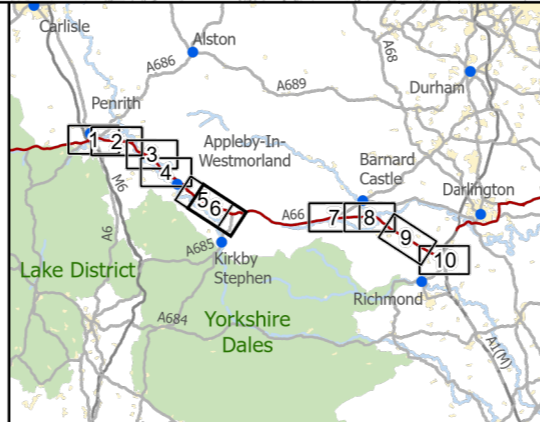 Carlisle
Alston
A686
A68
A689
Durham
Penrith
1
2
3
4
Appleby-In-
Westmorland
Barnard
Castle
Darlington
M6
5
6
A66
7
8
9
10
A6
A685
Kirkby
Stephen
Lake District
Richmond
A684
Yorkshire
Dales
A1(M)